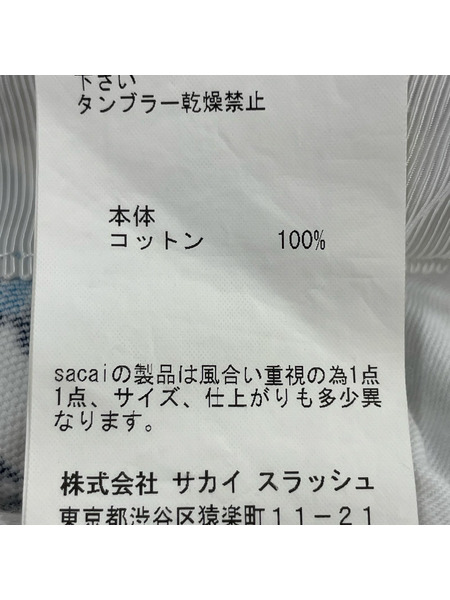 下さい
タンブラー乾燥禁止
本体
コットン 100%
sacaiの製品は風合い重視の為1点
1点、サイズ、仕上がりも多少異
なります。
株式会社 サカイ スラッシュ
東京都渋谷区猿楽町11-21